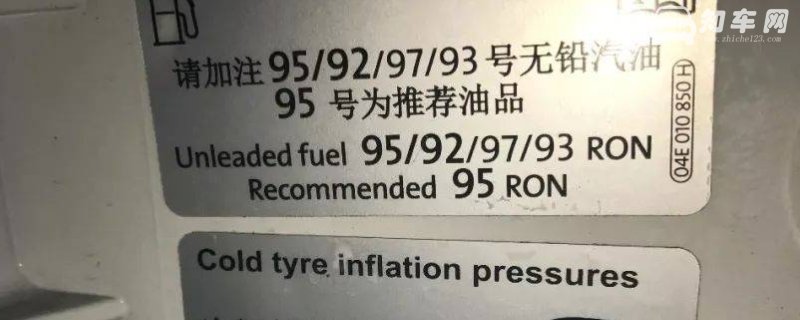 知车网
www.zhiche123.com
请加注 95/92/97/93 号无铅汽油
95 号为推荐油品
Unleaded fuel 95/92/97/93 RON
Recommended 95 RON
04E 010 850 H
Cold tyre inflation pressures